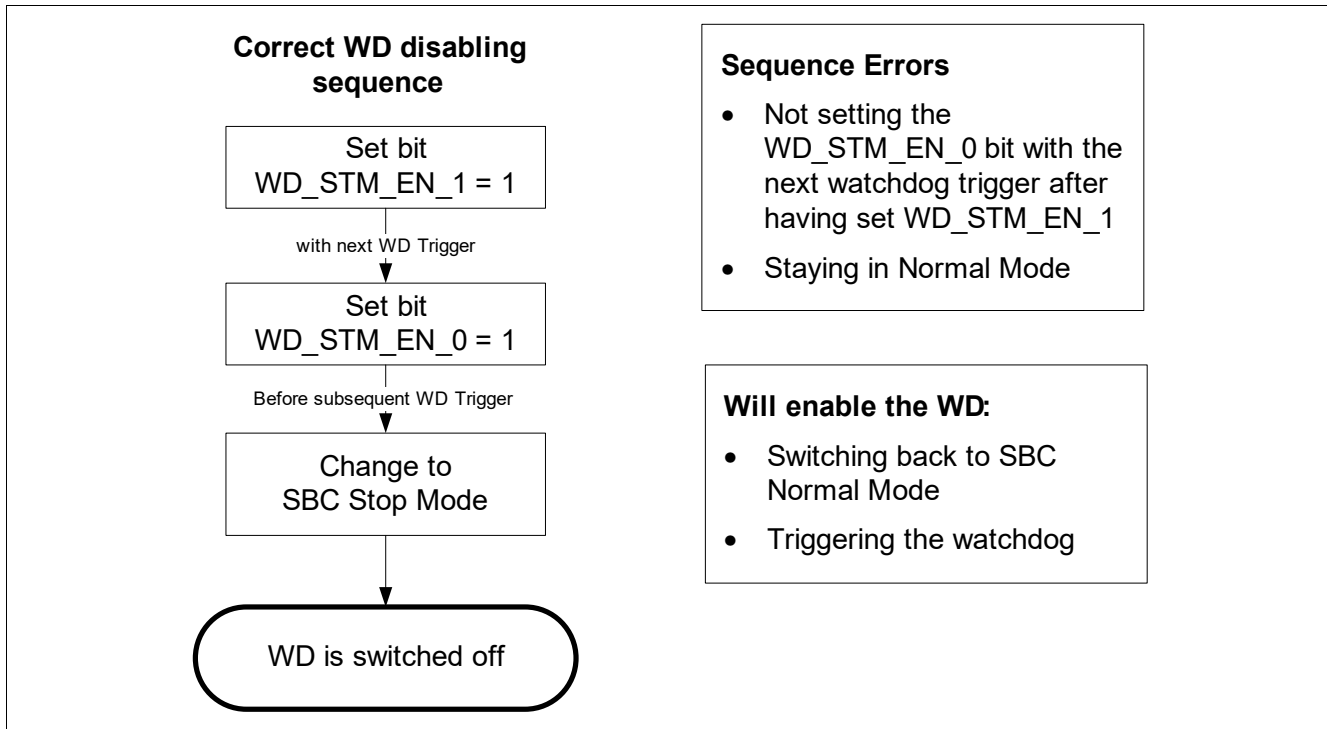 Correct WD disabling
sequence
Set bit
WD_STM_EN_1 = 1
with next WD Trigger
Set bit
WD_STM_EN_0 = 1
Before subsequent WD Trigger
Change to
SBC Stop Mode
WD is switched off
Sequence Errors
• Not setting the
WD_STM_EN_0 bit with the
next watchdog trigger after
having set WD_STM_EN_1
• Staying in Normal Mode
Will enable the WD:
• Switching back to SBC
Normal Mode
• Triggering the watchdog